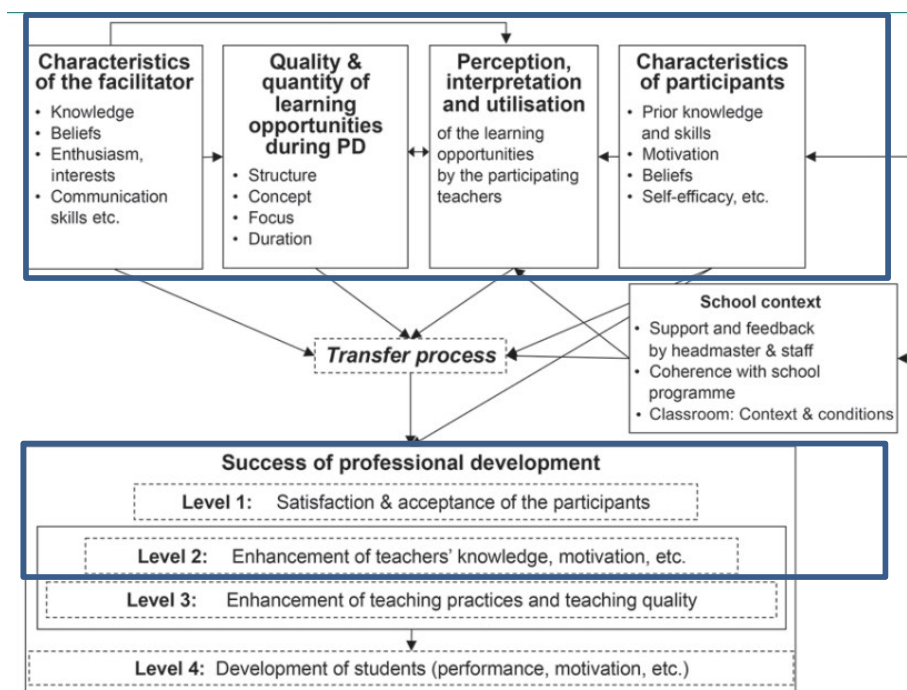 Characteristics
of the facilitator
• Knowledge
• Beliefs
• Enthusiasm,
interests
• Communication
skills etc.
Quality &
quantity of
learning
opportunities
during PD
• Structure
• Concept
• Focus
• Duration
Perception,
interpretation
and utilisation
of the learning
opportunities
by the participating
teachers
Characteristics
of participants
• Prior knowledge
and skills
• Motivation
• Beliefs
• Self-efficacy, etc.
School context
• Support and feedback
by headmaster & staff
• Coherence with school
programme
• Classroom: Context & conditions
Transfer process
Success of professional development
Level 1: Satisfaction & acceptance of the participants
Level 2: Enhancement of teachers' knowledge, motivation, etc.
Level 3: Enhancement of teaching practices and teaching quality
Level 4: Development of students (performance, motivation, etc.)